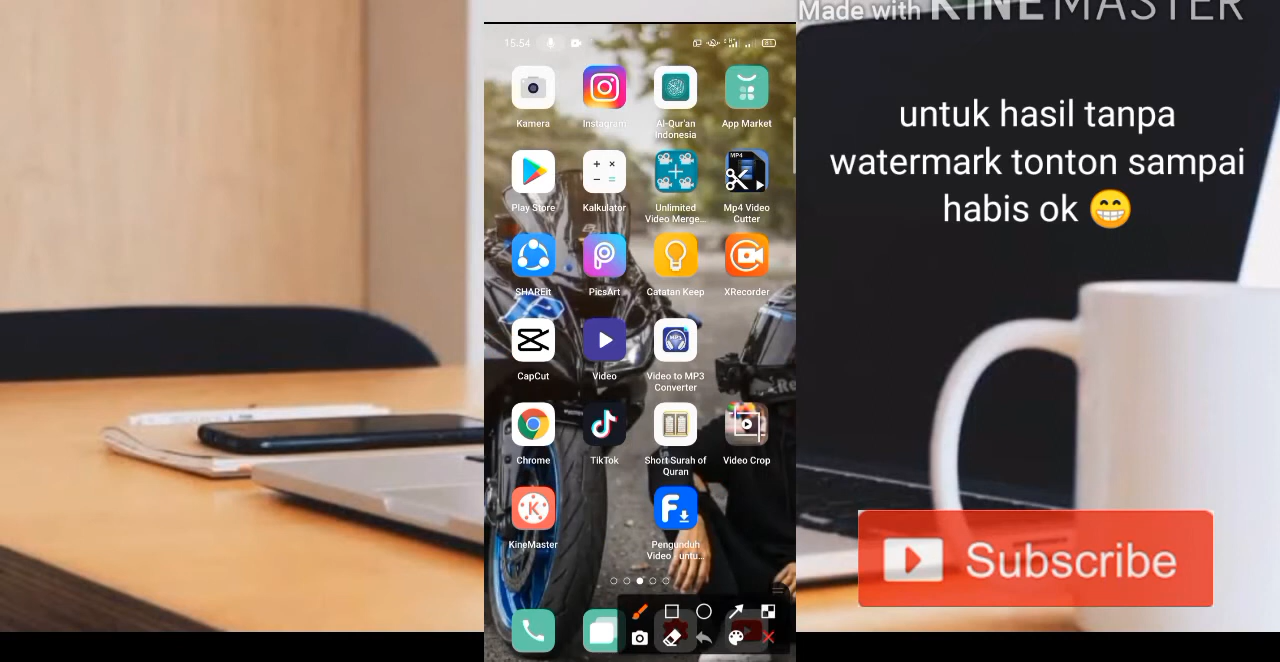 Made with KINEMASTER
15.54
Kamera
Instagram
Al-Qur'an
Indonesia
App Market
Play Store
Kalkulator
Unlimited
Video Merge...
MP4
Mp4 Video
Cutter
SHAREit
PicsArt
Catatan Keep
XRecorder
CapCut
Video
MP3
Video to MP3
Converter
Chrome
TikTok
Short Surah of
Quran
Video Crop
KineMaster
Pengunduh
Video - untu...
untuk hasil tanpa
watermark tonton sampai
habis ok 😁
Subscribe